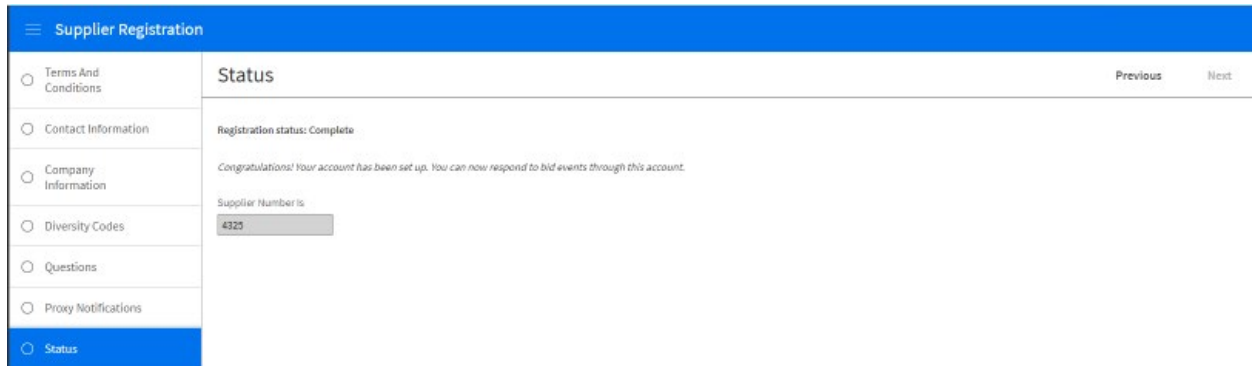 Supplier Registration
Terms And
Conditions
Contact Information
Company
Information
Diversity Codes
Questions
Proxy Notifications
Status
Status
Previous
Next
Registration status: Complete
Congratulations! Your account has been set up. You can now respond to bid events through this account.
Supplier Number Is
4325